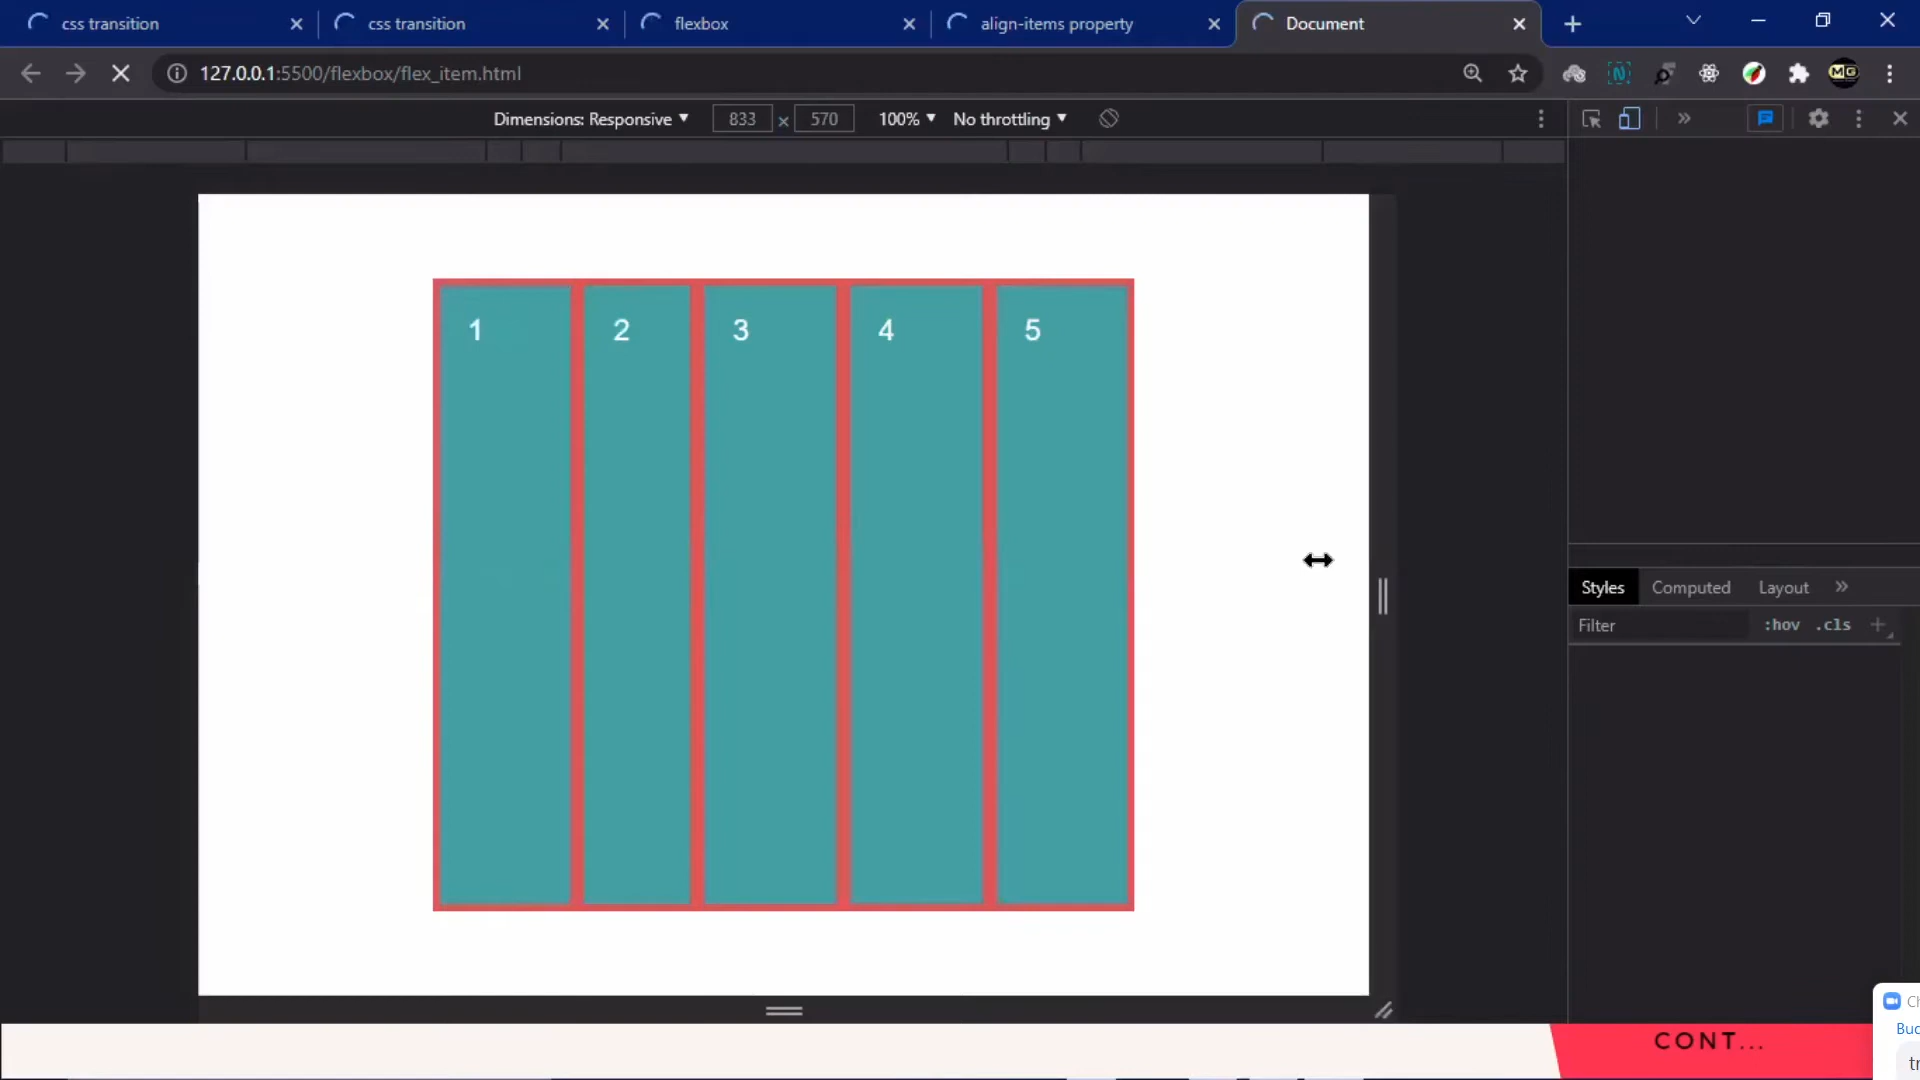 css transition
css transition
flexbox
align-items property
Document
127.0.0.1:5500/flexbox/flex_item.html
MG
Dimensions: Responsive
833 x 570
100%
No throttling
1 2 3 4 5
Styles Computed Layout
Filter
:hov .cls
CONT...